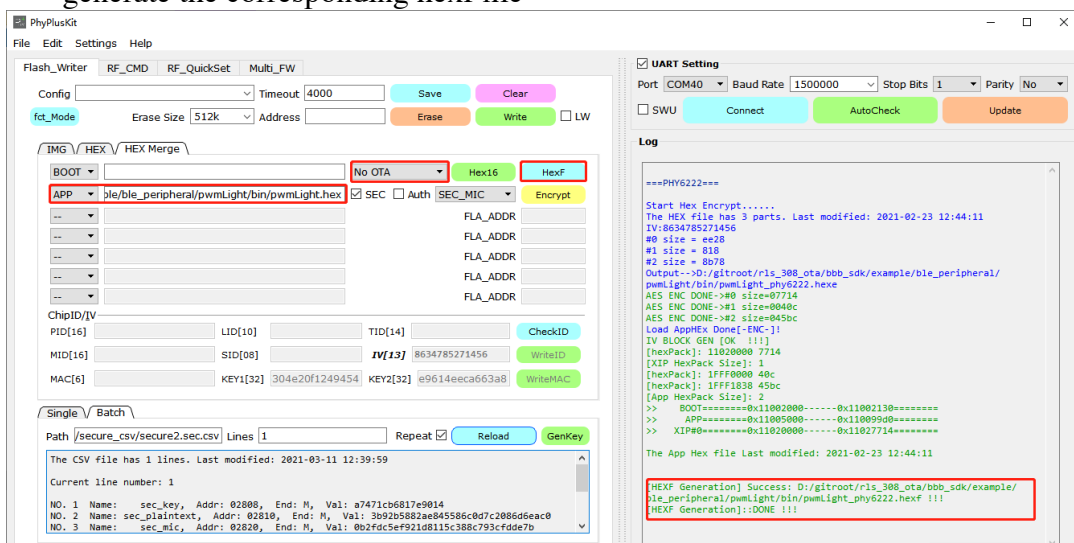 generate the corresponding hexf file
PhyPlusKit
File Edit Settings Help
Flash_Writer RF_CMD RF_QuickSet Multi_FW
Config Timeout 4000 Save Clear
fct_Mode Erase Size 512k Address Erase Write LW
IMG HEX HEX Merge
BOOT No OTA Hex16 HexF
APP ple/ble_peripheral/pwmLight/bin/pwmLight.hex SEC Auth SEC_MIC Encrypt
-- FLA_ADDR
-- FLA_ADDR
-- FLA_ADDR
-- FLA_ADDR
-- FLA_ADDR
ChipID/IV
PID[16] LID[10] TID[14] CheckID
MID[16] SID[08] IV[13] 8634785271456 WriteID
MAC[6] KEY1[32] 304e20f1249454 KEY2[32] e9614eeca663a8 WriteMAC
Single Batch
Path /secure_csv/secure2.sec.csv Lines 1 Repeat Reload GenKey
The CSV file has 1 lines. Last modified: 2021-03-11 12:39:59
Current line number: 1
NO. 1 Name: sec_key, Addr: 02808, End: M, Val: a7471cb6817e9014
NO. 2 Name: sec_plaintext, Addr: 02810, End: M, Val: 3b92b5882ae845586c0d7c2086d6eac0
NO. 3 Name: sec_mic, Addr: 02820, End: M, Val: 0b2fdc5ef921d8115c388c793cfdde7b
UART Setting
Port COM40 Baud Rate 1500000 Stop Bits 1 Parity No
SWU Connect AutoCheck Update
Log
===PHY6222===
Start Hex Encrypt......
The HEX file has 3 parts. Last modified: 2021-02-23 12:44:11
IV:8634785271456
#0 size = ee28
#1 size = 818
#2 size = 8b78
Output-->D:/gitroot/rls_308_ota/bbb_sdk/example/ble_peripheral/
pwmLight/bin/pwmLight_phy6222.hexe
AES ENC DONE->#0 size=07714
AES ENC DONE->#1 size=0040c
AES ENC DONE->#2 size=045bc
Load AppHEx Done[-ENC-]!
IV BLOCK GEN [OK !!!]
[hexPack]: 11020000 7714
[XIP HexPack Size]: 1
[hexPack]: 1FFF0000 40c
[hexPack]: 1FFF1838 45bc
[App HexPack Size]: 2
>> BOOT========0x11002000------0x11002130========
>> APP========0x11005000------0x110099d0========
>> XIP#0========0x11020000------0x11027714========
The App Hex file Last modified: 2021-02-23 12:44:11
[HEXF Generation] Success: D:/gitroot/rls_308_ota/bbb_sdk/example/
ble_peripheral/pwmLight/bin/pwmLight_phy6222.hexf !!!
[HEXF Generation]::DONE !!!